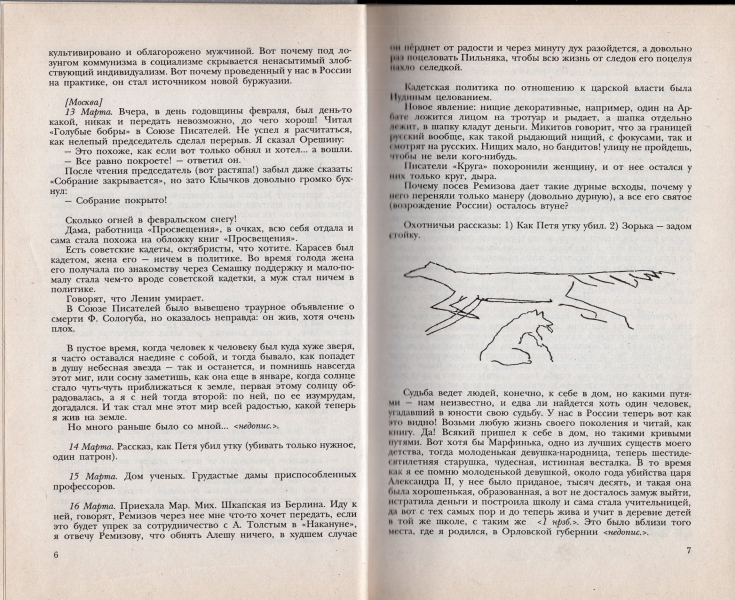 культивировано и облагорожено мужчиной. Вот почему под ло-
зунгом коммунизма в социализме скрывается ненасытимый злоб-
ствующий индивидуализм. Вот почему проведенный у нас в России
на практике, он стал источником новой буржуазии.
[Москва]
13 Марта. Вчера, в день годовщины февраля, был день-то
какой, никак и передать невозможно, до чего хорош! Читал
«Голубые бобры» в Союзе Писателей. Не успел я расчитаться,
как нелепый председатель сделал перерыв. Я сказал Орешину:
— Это похоже, как если вот только обнял и хотел... а вошли.
— Все равно покроете! — ответил он.
После чтения председатель (вот растяпа!) забыл даже сказать:
«Собрание закрывается», но зато Клычков довольно громко бух-
нул:
— Собрание покрыто!
Сколько огней в февральском снегу!
Дама, работница «Просвещения», в очках, всю себя отдала и
сама стала похожа на обложку книг «Просвещения».
Есть советские кадеты, октябристы, что хотите. Карасев был
кадетом, жена его — ничем в политике. Во время голода жена
его получала по знакомству через Семашку поддержку и мало-по-
малу стала чем-то вроде советской кадетки, а муж стал ничем в
политике.
Говорят, что Ленин умирает.
В Союзе Писателей было вывешено траурное объявление о
смерти Ф. Сологуба, но оказалось неправда: он жив, хотя очень
плох.
В пустое время, когда человек к человеку был куда хуже зверя,
я часто оставался наедине с собой, и тогда бывало, как попадет
в душу небесная звезда — так и останется, и помнишь навсегда
этот миг, или сосну заметишь, как она еще в январе, когда солнце
стало чуть-чуть приближаться к земле, первая этому солнцу об-
радовалась, а я с ней тогда второй: по ней, по ее изумрудам,
догадался. И так стал мне этот мир всей радостью, какой теперь
я жив на земле.
Но много раньше было со мной... <недопис.>.
14 Марта. Рассказ, как Петя убил утку (убивать только нужное,
один патрон).
15 Марта. Дом ученых. Грудастые дамы приспособленных
профессоров.
16 Марта. Приехала Мар. Мих. Шкапская из Берлина. Иду к
ней, говорят, Ремизов через нее мне что-то хочет передать, если
это будет упрек за сотрудничество с А. Толстым в «Накануне»,
я отвечу Ремизову, что обнять Алешу ничего, в худшем случае
6
он пёрднет от радости и через минуту дух разойдется, а довольно
раз поцеловать Пильняка, чтобы всю жизнь от следов его поцелуя
пахло селедкой.
Кадетская политика по отношению к царской власти была
Иудиным целованием.
Новое явление: нищие декоративные, например, один на Ар-
бате ложится лицом на тротуар и рыдает, а шапка отдельно
лежит, в шапку кладут деньги. Микитов говорит, что за границей
русский вообще, как такой рыдающий нищий, с фокусами, так и
смотрят на русских. Нищих мало, но бандитов! улицу не пройдешь,
чтобы не вели кого-нибудь.
Писатели «Круга» похоронили женщину, и от нее остался у
них только круг, дыра.
Почему посев Ремизова дает такие дурные всходы, почему у
него переняли только манеру (довольно дурную), а все его святое
(возрождение России) осталось втуне?
Охотничьи рассказы: 1) Как Петя утку убил. 2) Зорька — задом
стойку.
Судьба ведет людей, конечно, к себе в дом, но какими путя-
ми — нам неизвестно, и едва ли найдется хоть один человек,
угадавший в юности свою судьбу. У нас в России теперь вот как
это видно! Возьми любую жизнь своего поколения и читай, как
книгу. Да! Всякий пришел к себе в дом, но такими кривыми
путями. Вот хотя бы Марфинька, одно из лучших существ моего
детства, тогда молоденькая девушка-народница, теперь шестиде-
сятилетняя старушка, чудесная, истинная весталка. В то время
как я ее помню молоденькой девушкой, около года убийства царя
Александра II, у нее было приданое, тысяч десять, и такая она
была хорошенькая, образованная, а вот не досталось замуж выйти,
истратила деньги и построила школу и сама стала учительницей,
да вот с тех самых пор и до теперь жива и учит в деревне детей
в той же школе, с таким же <1 нрзб.>. Это было вблизи того
места, где я родился, в Орловской губернии <недопис.>.
7